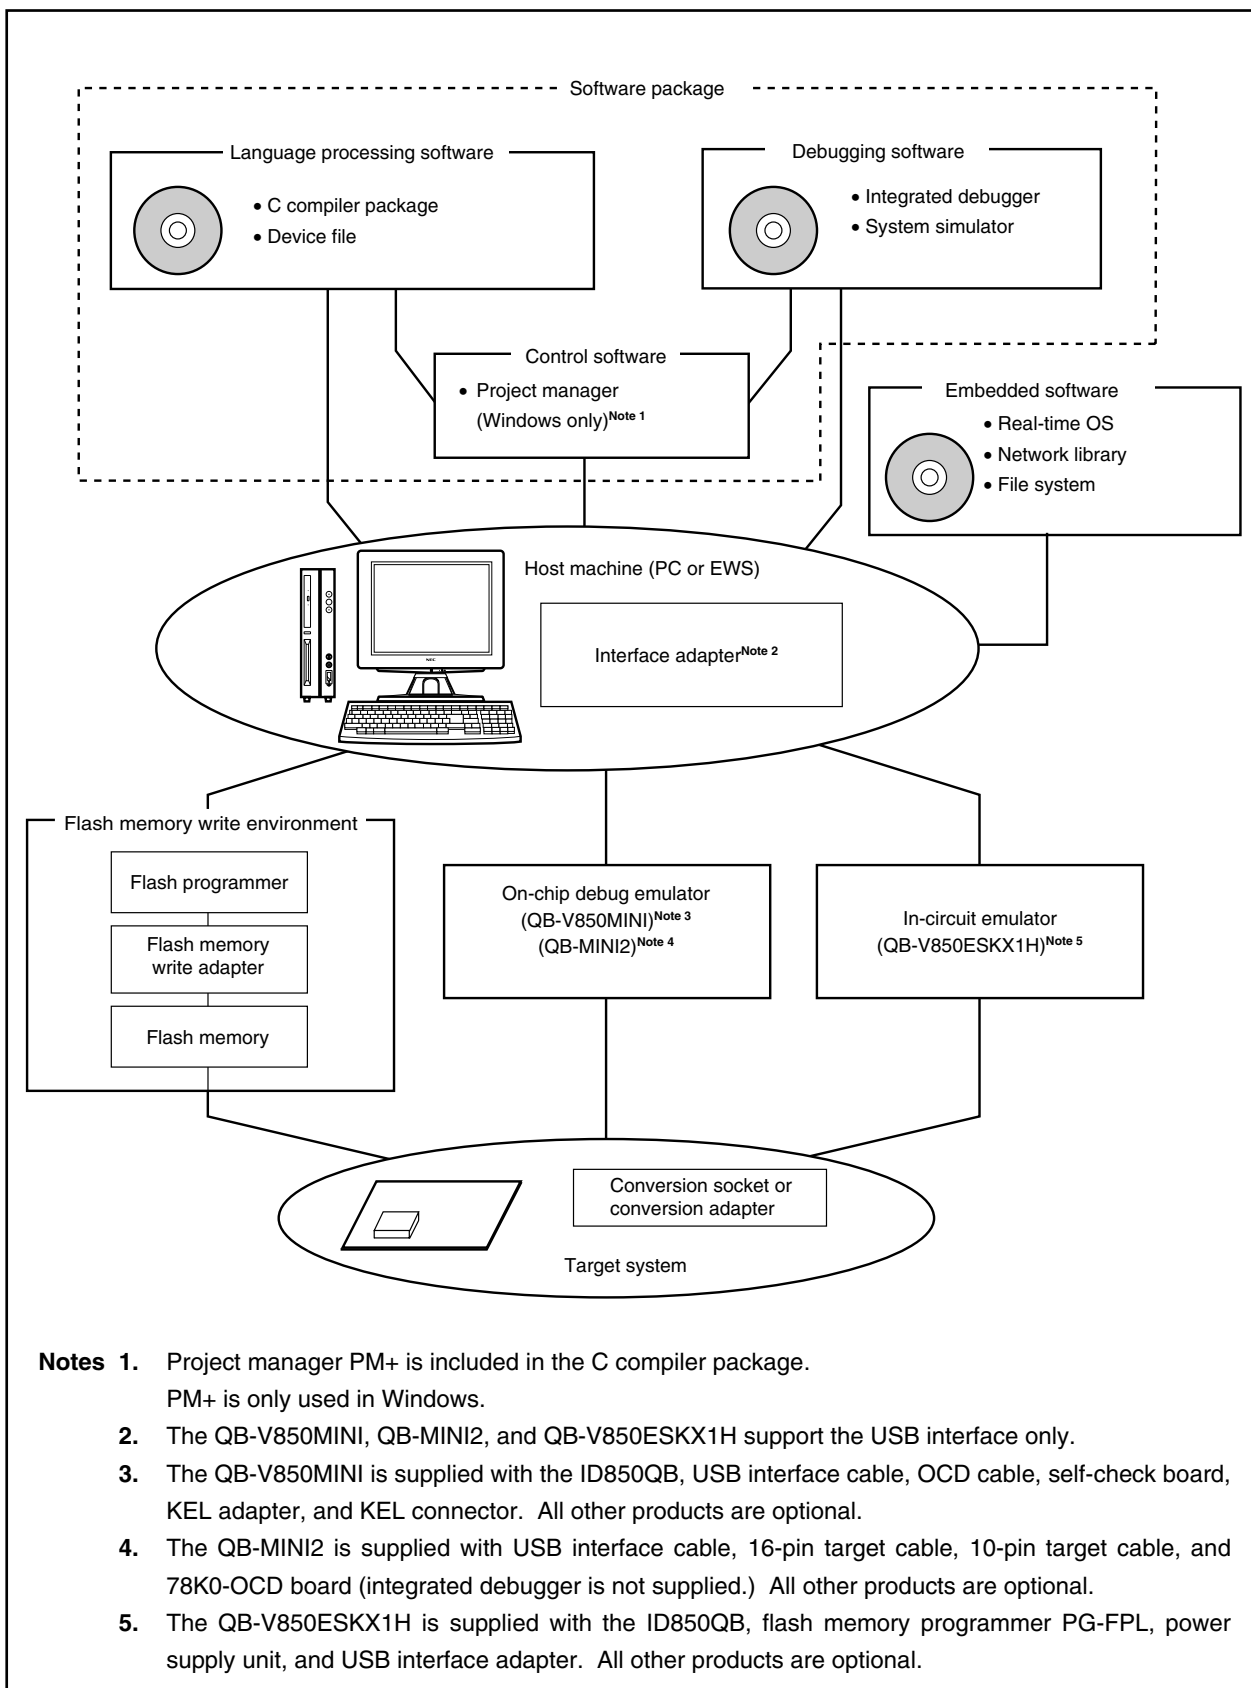 Software package
Language processing software
• C compiler package
• Device file
Debugging software
• Integrated debugger
• System simulator
Control software
• Project manager
(Windows only)Note 1
Embedded software
• Real-time OS
• Network library
• File system
Host machine (PC or EWS)
NEC
Interface adapterNote 2
Flash memory write environment
Flash programmer
Flash memory
write adapter
Flash memory
On-chip debug emulator
(QB-V850MINI)Note 3
(QB-MINI2)Note 4
In-circuit emulator
(QB-V850ESKX1H)Note 5
Conversion socket or
conversion adapter
Target system
Notes 1. Project manager PM+ is included in the C compiler package.
PM+ is only used in Windows.
2. The QB-V850MINI, QB-MINI2, and QB-V850ESKX1H support the USB interface only.
3. The QB-V850MINI is supplied with the ID850QB, USB interface cable, OCD cable, self-check board,
KEL adapter, and KEL connector. All other products are optional.
4. The QB-MINI2 is supplied with USB interface cable, 16-pin target cable, 10-pin target cable, and
78K0-OCD board (integrated debugger is not supplied.) All other products are optional.
5. The QB-V850ESKX1H is supplied with the ID850QB, flash memory programmer PG-FPL, power
supply unit, and USB interface adapter. All other products are optional.